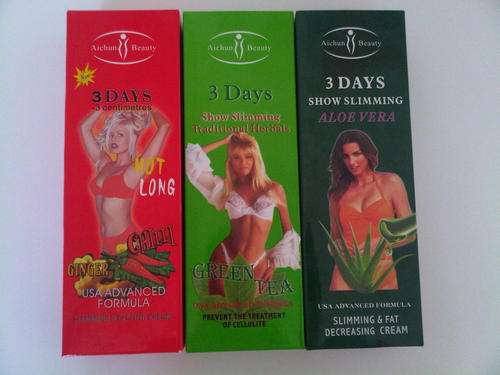 Aichun Beauty
3 DAYS
-3 centimetres
HOT
LONG
CHILI
GINGER
USA ADVANCED
FORMULA
Aichun Beauty
3 Days
Show Slimming
Traditional Herbals
GREEN
TEA
PREVENT THE TREATMENT
OF CELLULITE
Aichun Beauty
3 DAYS
SHOW SLIMMING
ALOE VERA
USA ADVANCED FORMULA
SLIMMING & FAT
DECREASING CREAM